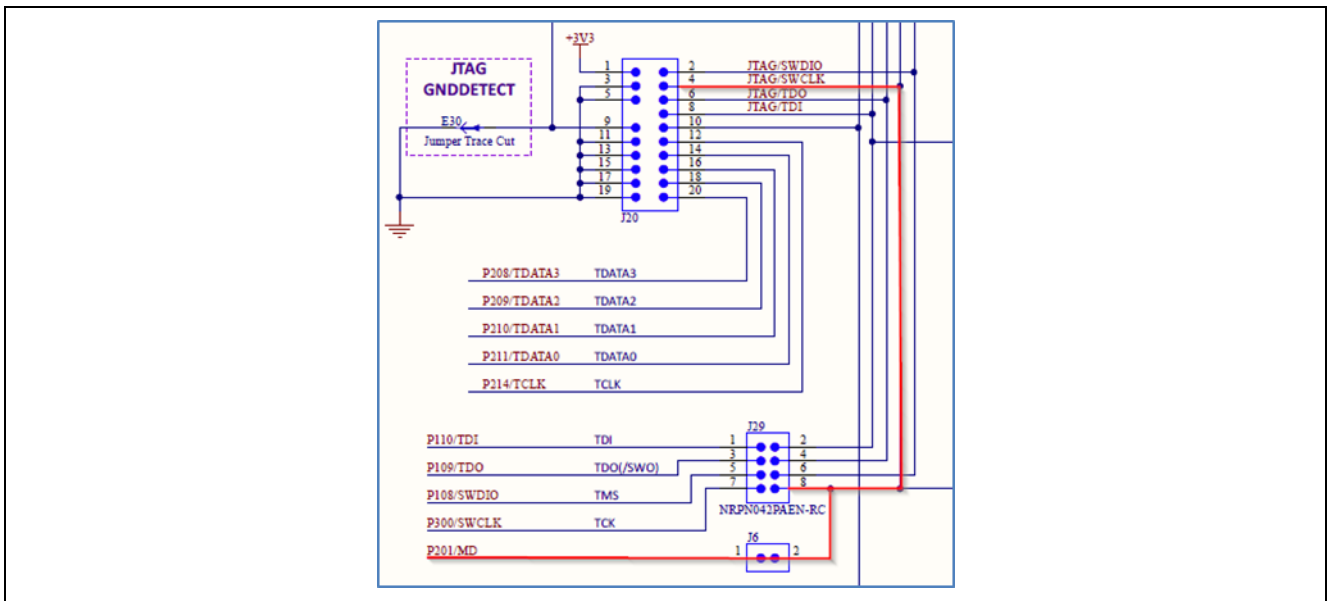 +3V3
JTAG
GNDDETECT
E30
Jumper Trace Cut
1 2 JTAG/SWDIO
3 4 JTAG/SWCLK
5 6 JTAG/TDO
8 JTAG/TDI
9 10
11 12
13 14
15 16
17 18
19 20
J20
P208/TDATA3 TDATA3
P209/TDATA2 TDATA2
P210/TDATA1 TDATA1
P211/TDATA0 TDATA0
P214/TCLK TCLK
J29
P110/TDI TDI 1 2
P109/TDO TDO(/SWO) 3 4
P108/SWDIO TMS 5 6
P300/SWCLK TCK 7 8
NRPN042PAEN-RC
J6
P201/MD 1 2